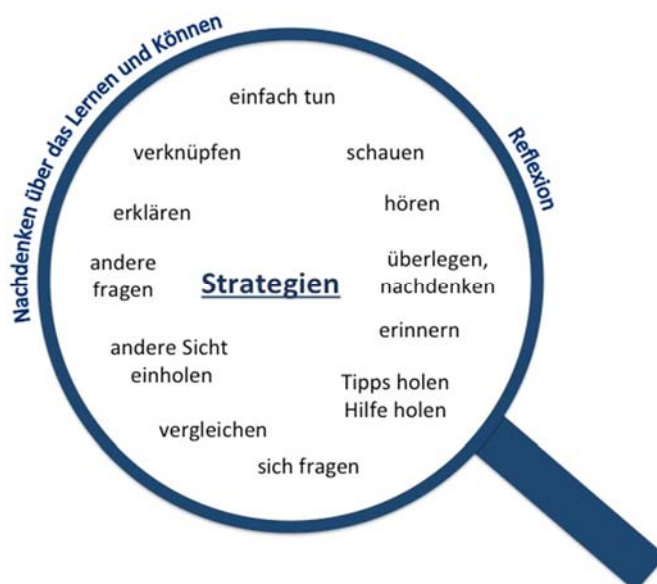 Nachdenken über das Lernen und Können
Reflexion
einfach tun
verknüpfen
schauen
erklären
hören
andere
fragen
Strategien
überlegen,
nachdenken
erinnern
andere Sicht
einholen
Tipps holen
Hilfe holen
vergleichen
sich fragen